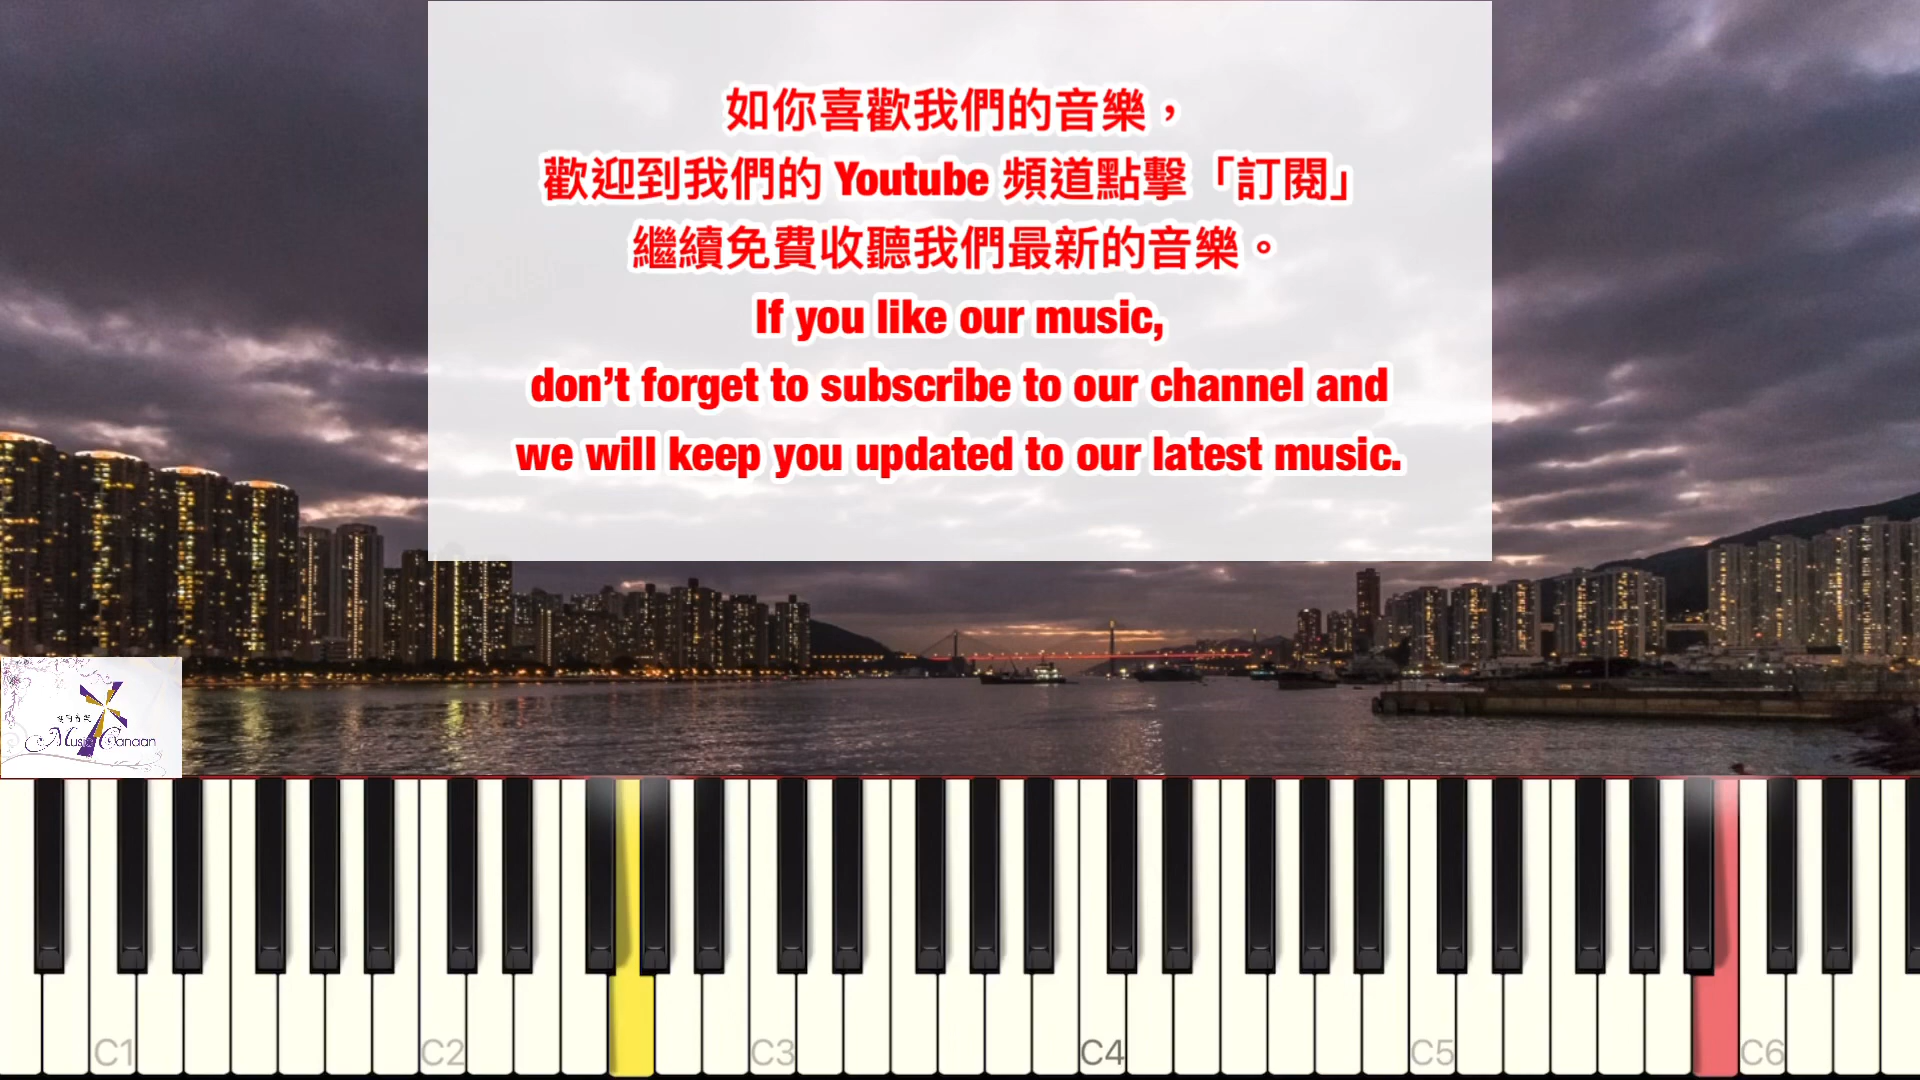 如你喜歡我們的音樂，
歡迎到我們的 Youtube 頻道點擊「訂閱」
繼續免費收聽我們最新的音樂。
If you like our music,
don’t forget to subscribe to our channel and
we will keep you updated to our latest music.
Music Canaan
C1 C2 C3 C4 C5 C6